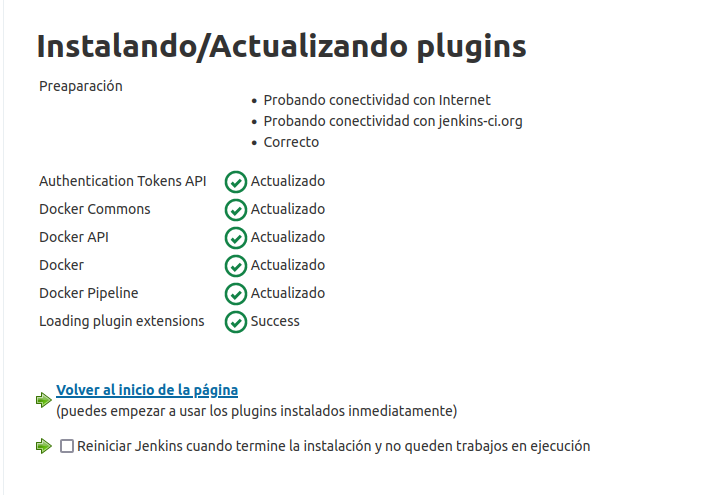 Instalando/Actualizando plugins
Preaparación
Probando conectividad con Internet
Probando conectividad con jenkins-ci.org
Correcto
Authentication Tokens API Actualizado
Docker Commons Actualizado
Docker API Actualizado
Docker Actualizado
Docker Pipeline Actualizado
Loading plugin extensions Success
Volver al inicio de la página
(puedes empezar a usar los plugins instalados inmediatamente)
Reiniciar Jenkins cuando termine la instalación y no queden trabajos en ejecución